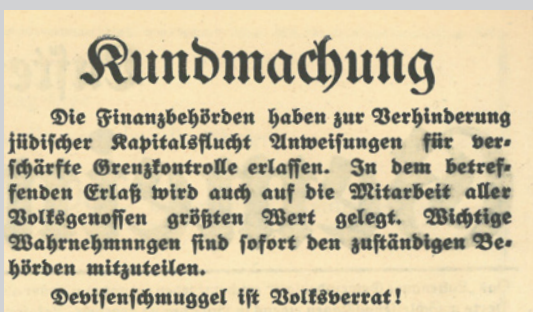 Kundmachung
Die Finanzbehörden haben zur Verhinderung
jüdischer Kapitalsflucht Anweisungen für ver-
schärfte Grenzkontrolle erlassen. In dem betref-
fenden Erlaß wird auch auf die Mitarbeit aller
Volksgenossen größten Wert gelegt. Wichtige
Wahrnehmnngen sind sofort den zuständigen Be-
hörden mitzuteilen.
Devisenschmuggel ist Volksverrat!